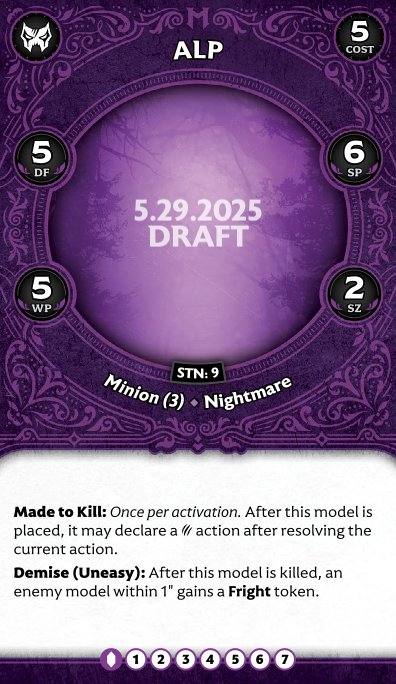 ALP
5
COST
5
DF
6
SP
5.29.2025
DRAFT
5
WP
2
SZ
STN: 9
Minion (3) ◆ Nightmare
Made to Kill: Once per activation. After this model is
placed, it may declare a action after resolving the
current action.
Demise (Uneasy): After this model is killed, an
enemy model within 1" gains a Fright token.
1 2 3 4 5 6 7